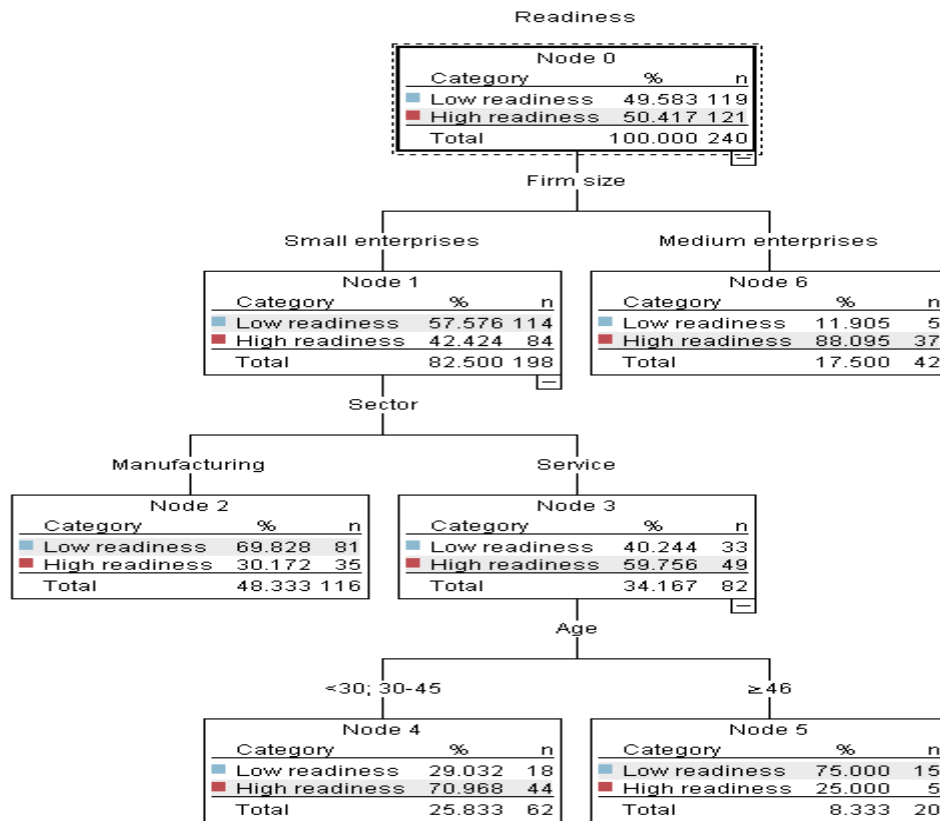 Readiness
Node 0
Category % n
Low readiness 49.583 119
High readiness 50.417 121
Total 100.000 240
Firm size
Small enterprises
Medium enterprises
Node 1
Category % n
Low readiness 57.576 114
High readiness 42.424 84
Total 82.500 198
Node 6
Category % n
Low readiness 11.905 5
High readiness 88.095 37
Total 17.500 42
Sector
Manufacturing
Service
Node 2
Category % n
Low readiness 69.828 81
High readiness 30.172 35
Total 48.333 116
Node 3
Category % n
Low readiness 40.244 33
High readiness 59.756 49
Total 34.167 82
Age
<30; 30-45
≥46
Node 4
Category % n
Low readiness 29.032 18
High readiness 70.968 44
Total 25.833 62
Node 5
Category % n
Low readiness 75.000 15
High readiness 25.000 5
Total 8.333 20